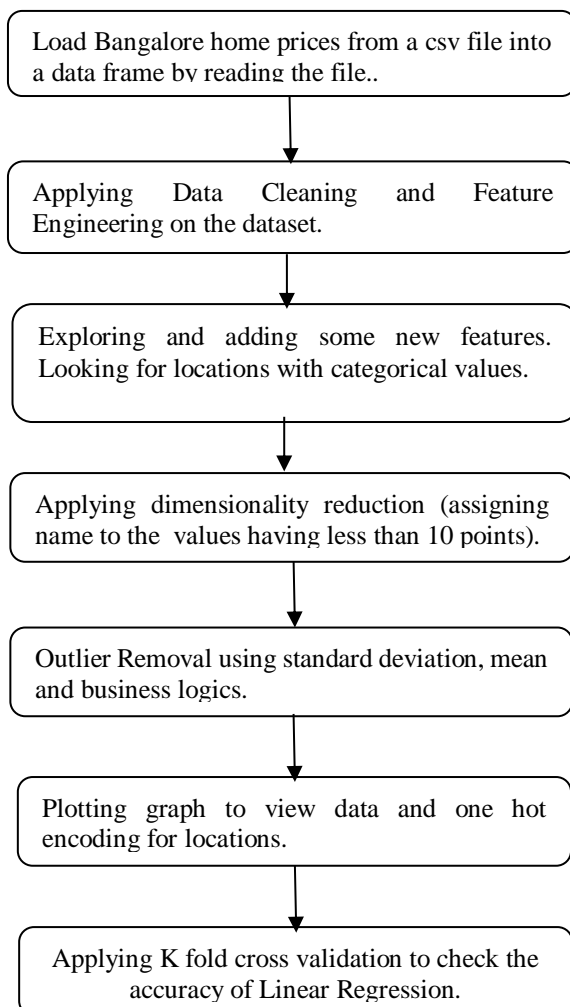 Load Bangalore home prices from a csv file into
a data frame by reading the file..
Applying Data Cleaning and Feature
Engineering on the dataset.
Exploring and adding some new features.
Looking for locations with categorical values.
Applying dimensionality reduction (assigning
name to the values having less than 10 points).
Outlier Removal using standard deviation, mean
and business logics.
Plotting graph to view data and one hot
encoding for locations.
Applying K fold cross validation to check the
accuracy of Linear Regression.